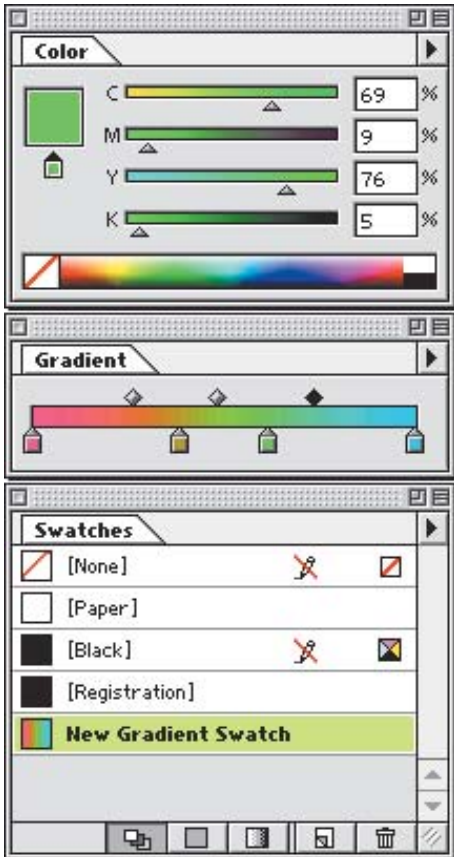 Color
C 69 %
M 9 %
Y 76 %
K 5 %
Gradient
Swatches
[None]
[Paper]
[Black]
[Registration]
New Gradient Swatch